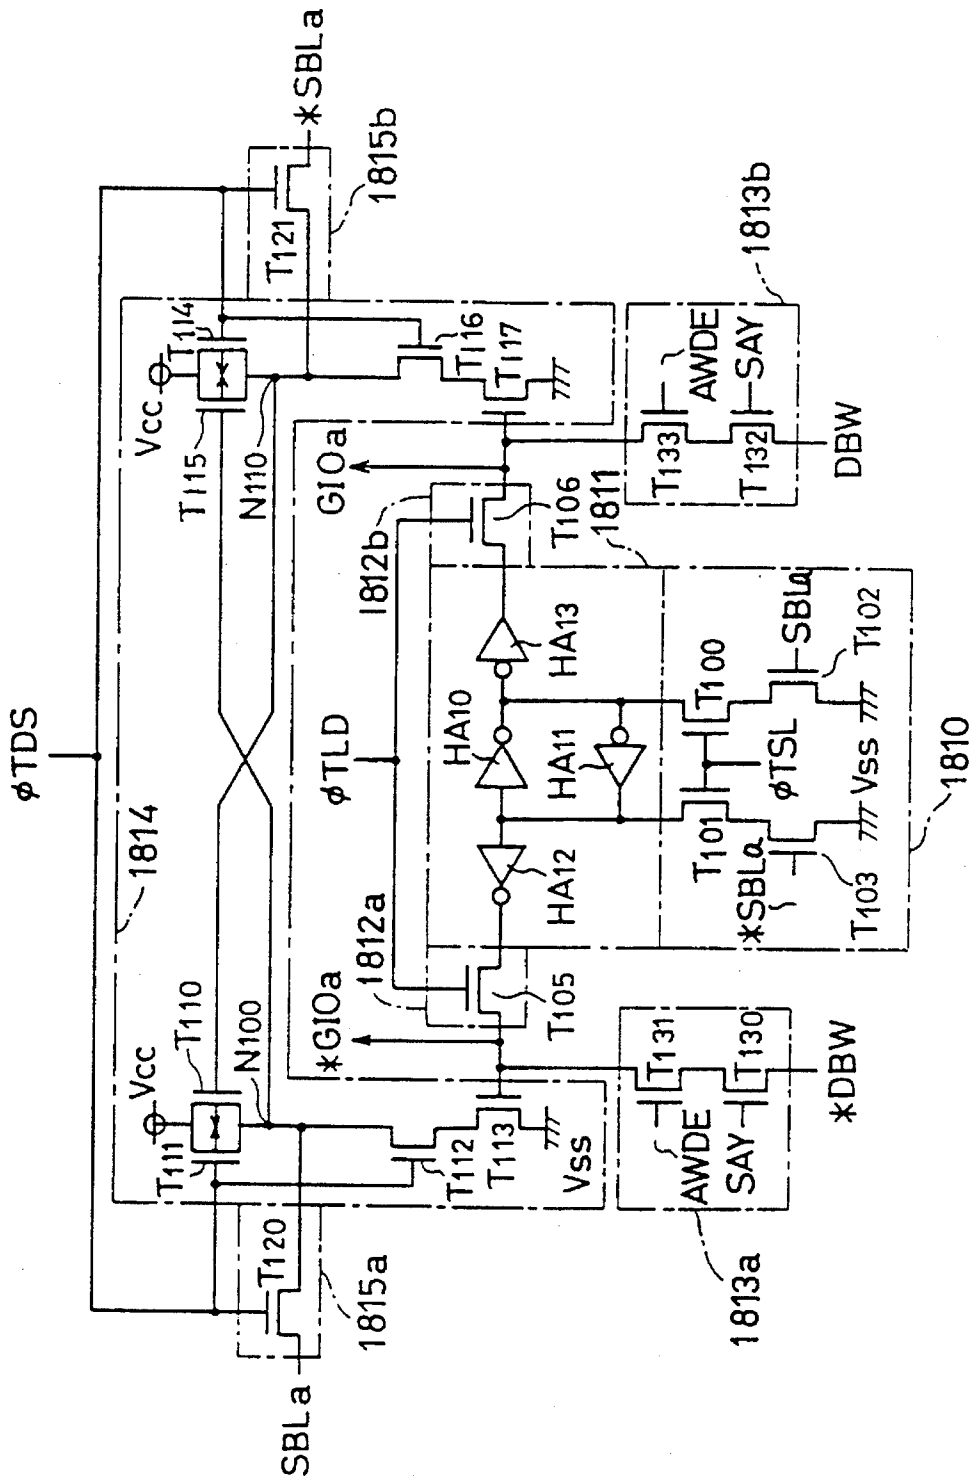 φTDS
1814
Vcc
T111
T110
N100
T112
T113
Vss
T120
SBLa
1815a
Vcc
T114
T115
N110
T116
T117
T121
*SBLa
1815b
φTLD
*GIOa
GIOa
1812a
1812b
T105
T106
1811
HA10
HA11
HA12
HA13
T101
T100
φTSL
*SBLa
SBLa
T103
T102
Vss
1810
T131
T130
AWDE
SAY
*DBW
1813a
T133
T132
AWDE
SAY
DBW
1813b